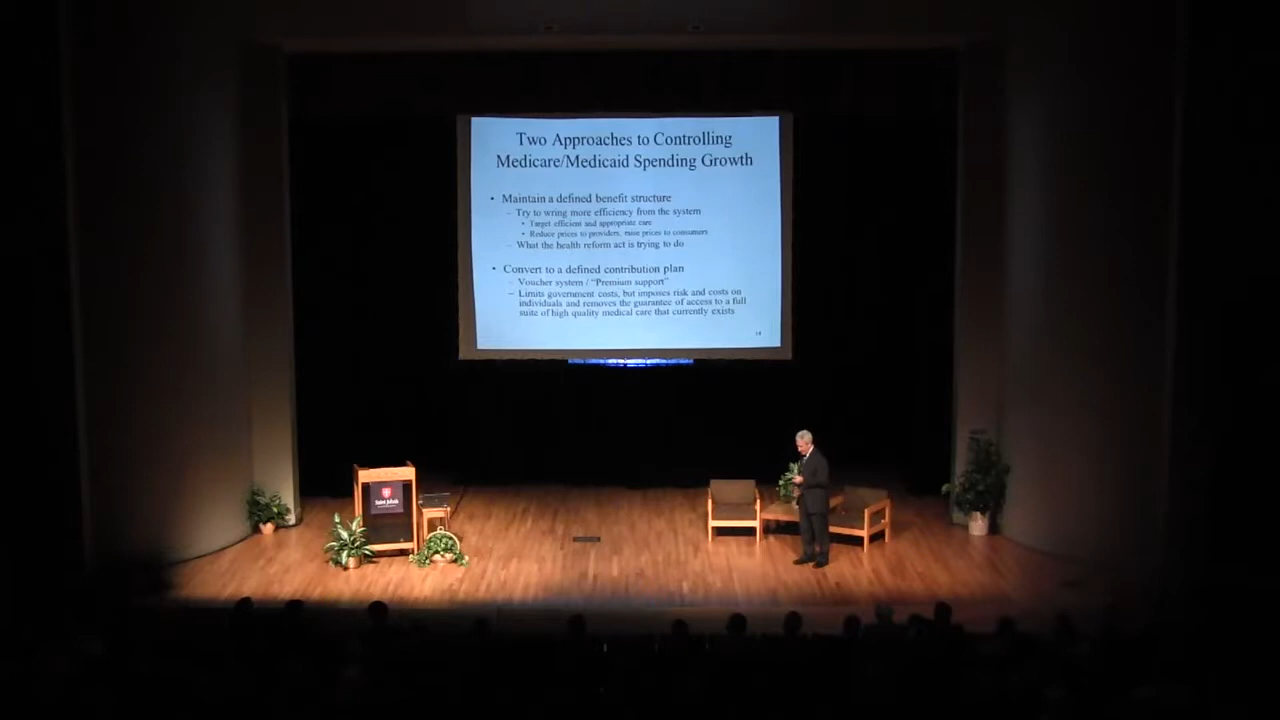 Two Approaches to Controlling
Medicare/Medicaid Spending Growth
• Maintain a defined benefit structure
– Try to wring more efficiency from the system
• Target efficient and appropriate care
• Reduce prices to providers, raise prices to consumers
– What the health reform act is trying to do
• Convert to a defined contribution plan
– Voucher system / "Premium support"
– Limits government costs, but imposes risk and costs on
individuals and removes the guarantee of access to a full
suite of high quality medical care that currently exists
14
Saint John's